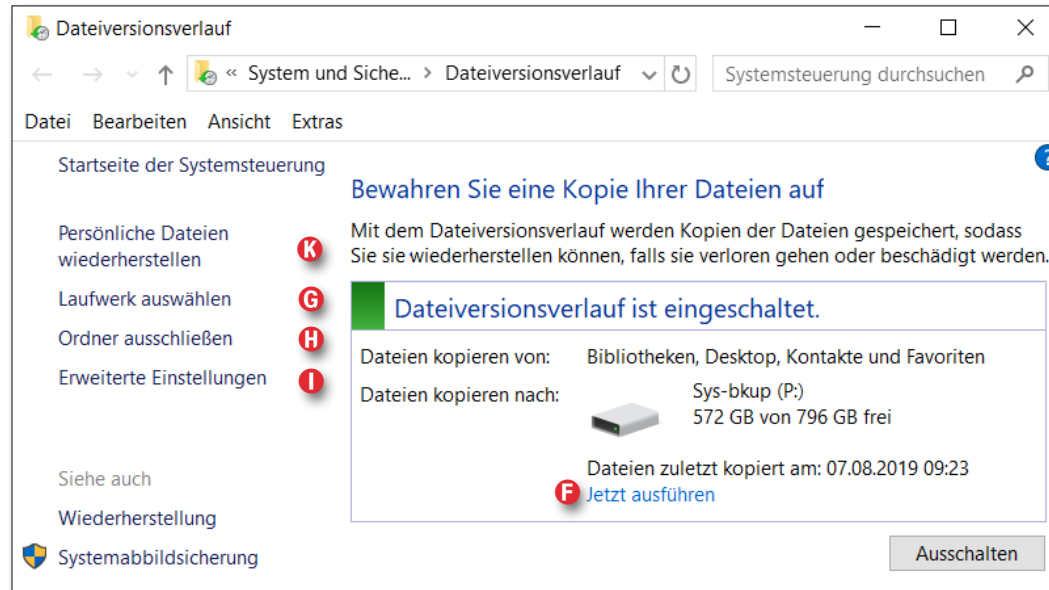 Dateiversionsverlauf
« System und Siche... > Dateiversionsverlauf
Systemsteuerung durchsuchen
Datei Bearbeiten Ansicht Extras
Startseite der Systemsteuerung
Persönliche Dateien
wiederherstellen
K
Laufwerk auswählen
G
Ordner ausschließen
H
Erweiterte Einstellungen
I
Siehe auch
Wiederherstellung
Systemabbildsicherung
?
Bewahren Sie eine Kopie Ihrer Dateien auf
Mit dem Dateiversionsverlauf werden Kopien der Dateien gespeichert, sodass
Sie sie wiederherstellen können, falls sie verloren gehen oder beschädigt werden.
Dateiversionsverlauf ist eingeschaltet.
Dateien kopieren von: Bibliotheken, Desktop, Kontakte und Favoriten
Dateien kopieren nach: Sys-bkup (P:)
572 GB von 796 GB frei
Dateien zuletzt kopiert am: 07.08.2019 09:23
F Jetzt ausführen
Ausschalten